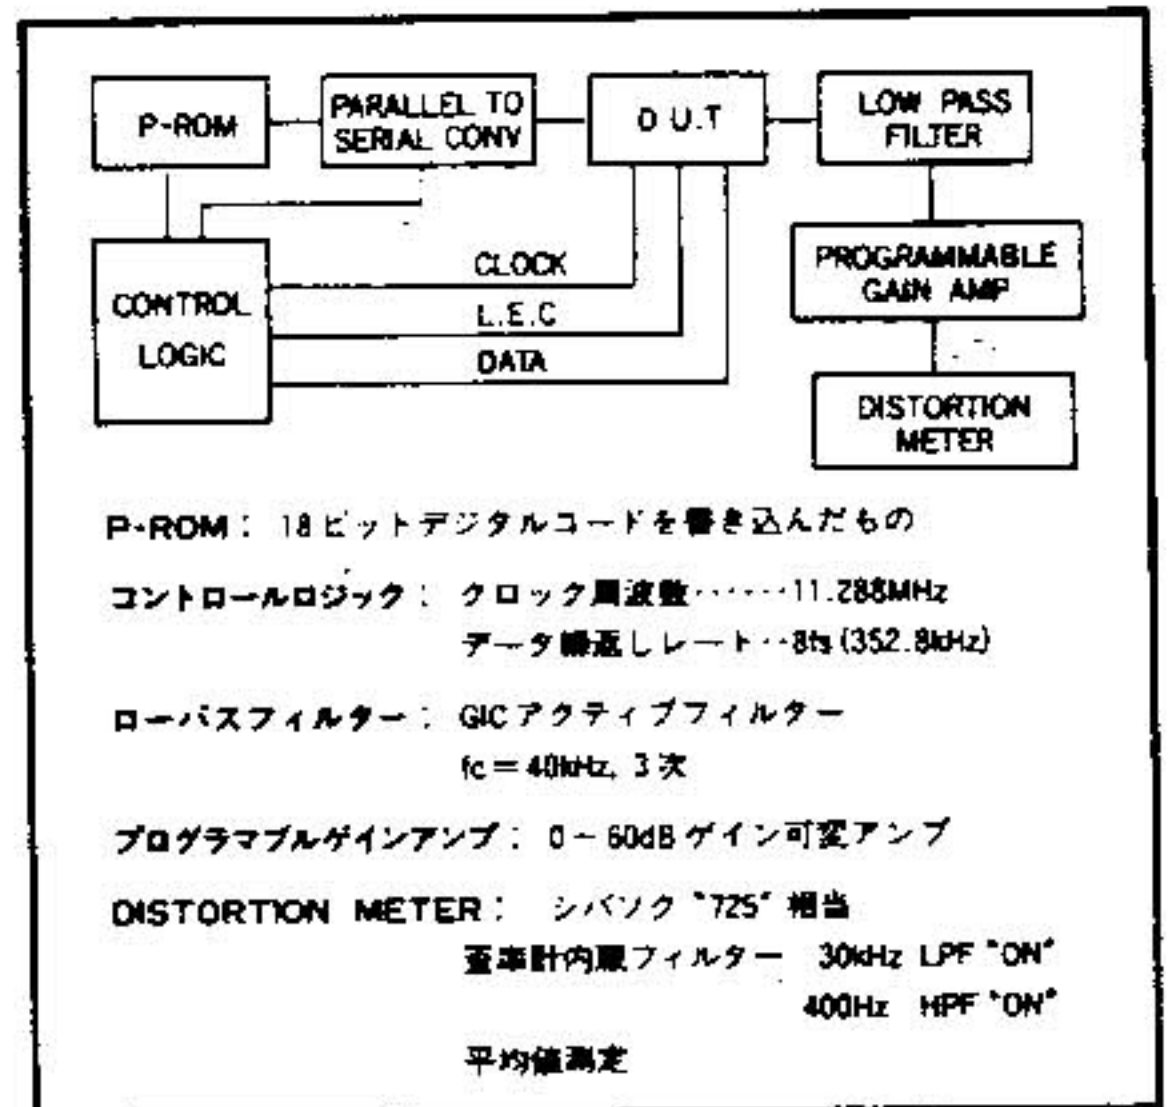 P-ROM
PARALLEL TO
SERIAL CONV
D.U.T
LOW PASS
FILTER
CONTROL
LOGIC
CLOCK
L.E.C
DATA
PROGRAMMABLE
GAIN AMP
DISTORTION
METER
P-ROM: 18ビットデジタルコードを書き込んだもの
コントロールロジック: クロック周波数……11.288MHz
データ繰返しレート‥8fs (352.8kHz)
ローパスフィルター: GICアクティブフィルター
fc=40kHz, 3次
プログラマブルゲインアンプ: 0~60dBゲイン可変アンプ
DISTORTION METER: シバソク "725" 相当
歪率計内蔵フィルター 30kHz LPF "ON"
400Hz HPF "ON"
平均値測定